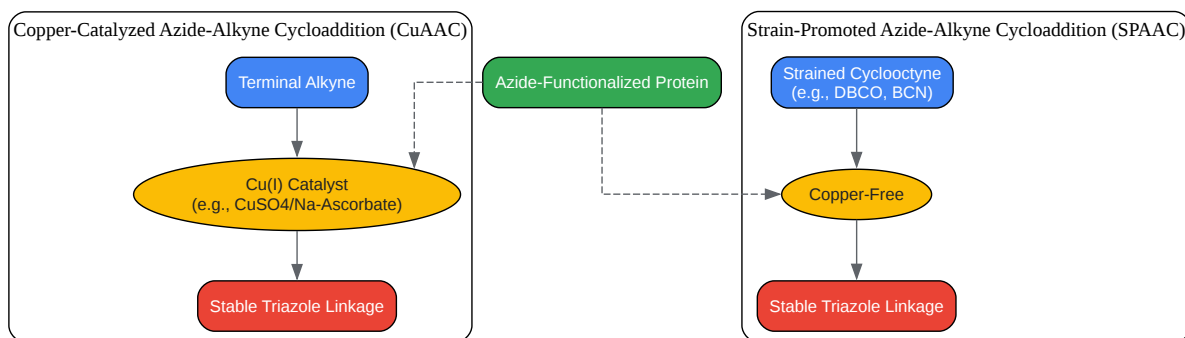 Copper-Catalyzed Azide-Alkyne Cycloaddition (CuAAC)
Strain-Promoted Azide-Alkyne Cycloaddition (SPAAC)
Terminal Alkyne
Azide-Functionalized Protein
Strained Cyclooctyne
(e.g., DBCO, BCN)
Cu(I) Catalyst
(e.g., CuSO4/Na-Ascorbate)
Copper-Free
Stable Triazole Linkage
Stable Triazole Linkage